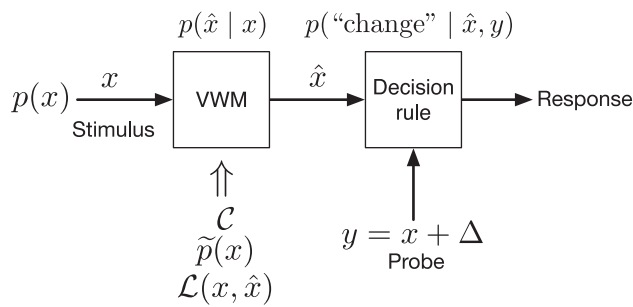 p(x̂ | x)
p(“change” | x̂, y)
p(x)
x
Stimulus
VWM
x̂
Decision
rule
Response
𝒞
p̃(x)
ℒ(x, x̂)
y = x + Δ
Probe